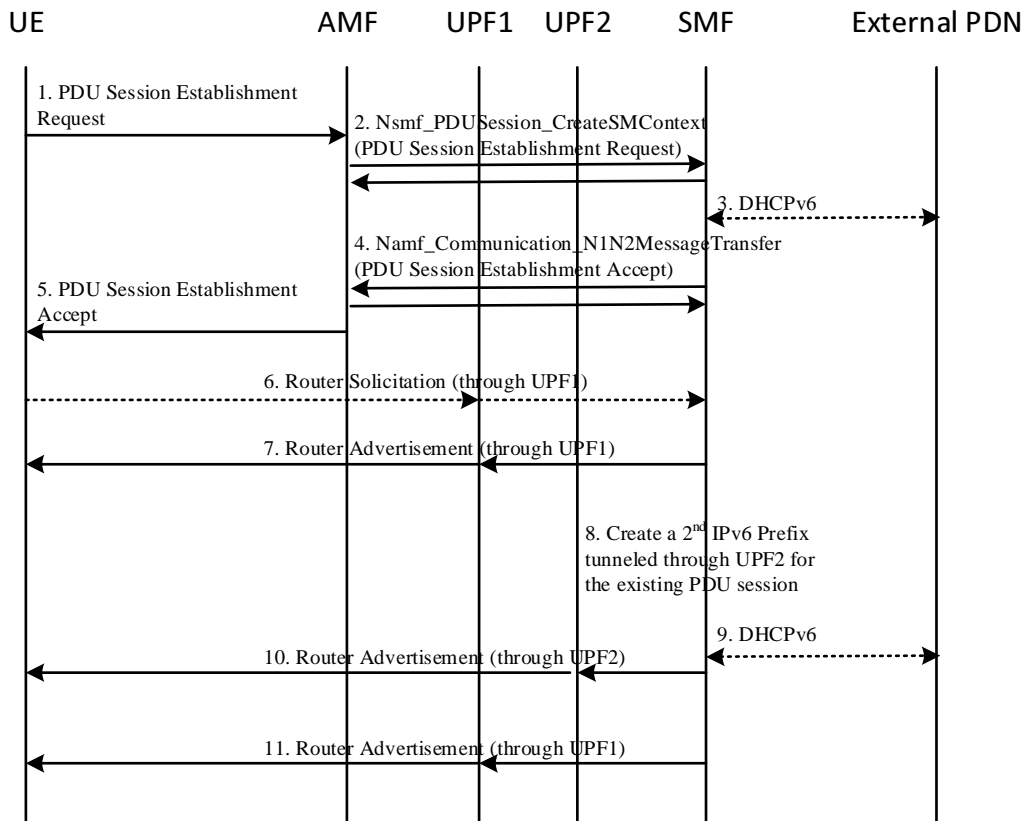 UE
AMF
UPF1
UPF2
SMF
External PDN
1. PDU Session Establishment
Request
2. Nsmf_PDUSession_CreateSMContext
(PDU Session Establishment Request)
3. DHCPv6
4. Namf_Communication_N1N2MessageTransfer
(PDU Session Establishment Accept)
5. PDU Session Establishment
Accept
6. Router Solicitation (through UPF1)
7. Router Advertisement (through UPF1)
8. Create a 2nd IPv6 Prefix
tunneled through UPF2 for
the existing PDU session
9. DHCPv6
10. Router Advertisement (through UPF2)
11. Router Advertisement (through UPF1)